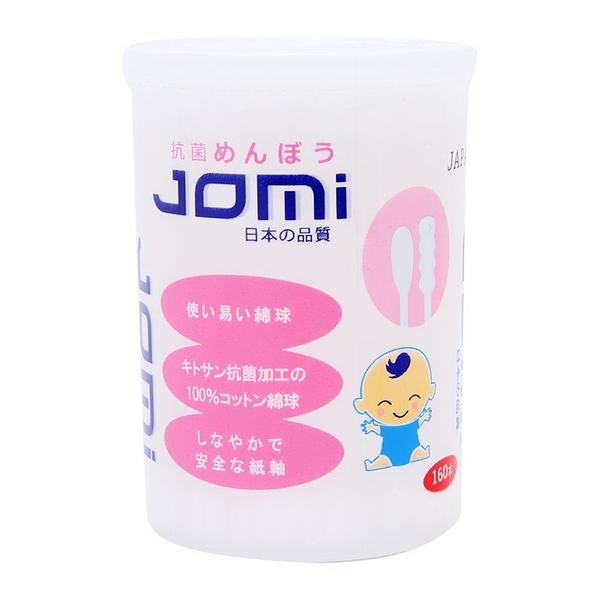 抗菌めんぼう
JOMi
日本の品質
JAPA
使い易い綿球
キトサン抗菌加工の
100%コットン綿球
しなやかで
安全な紙軸
160本
JOMi